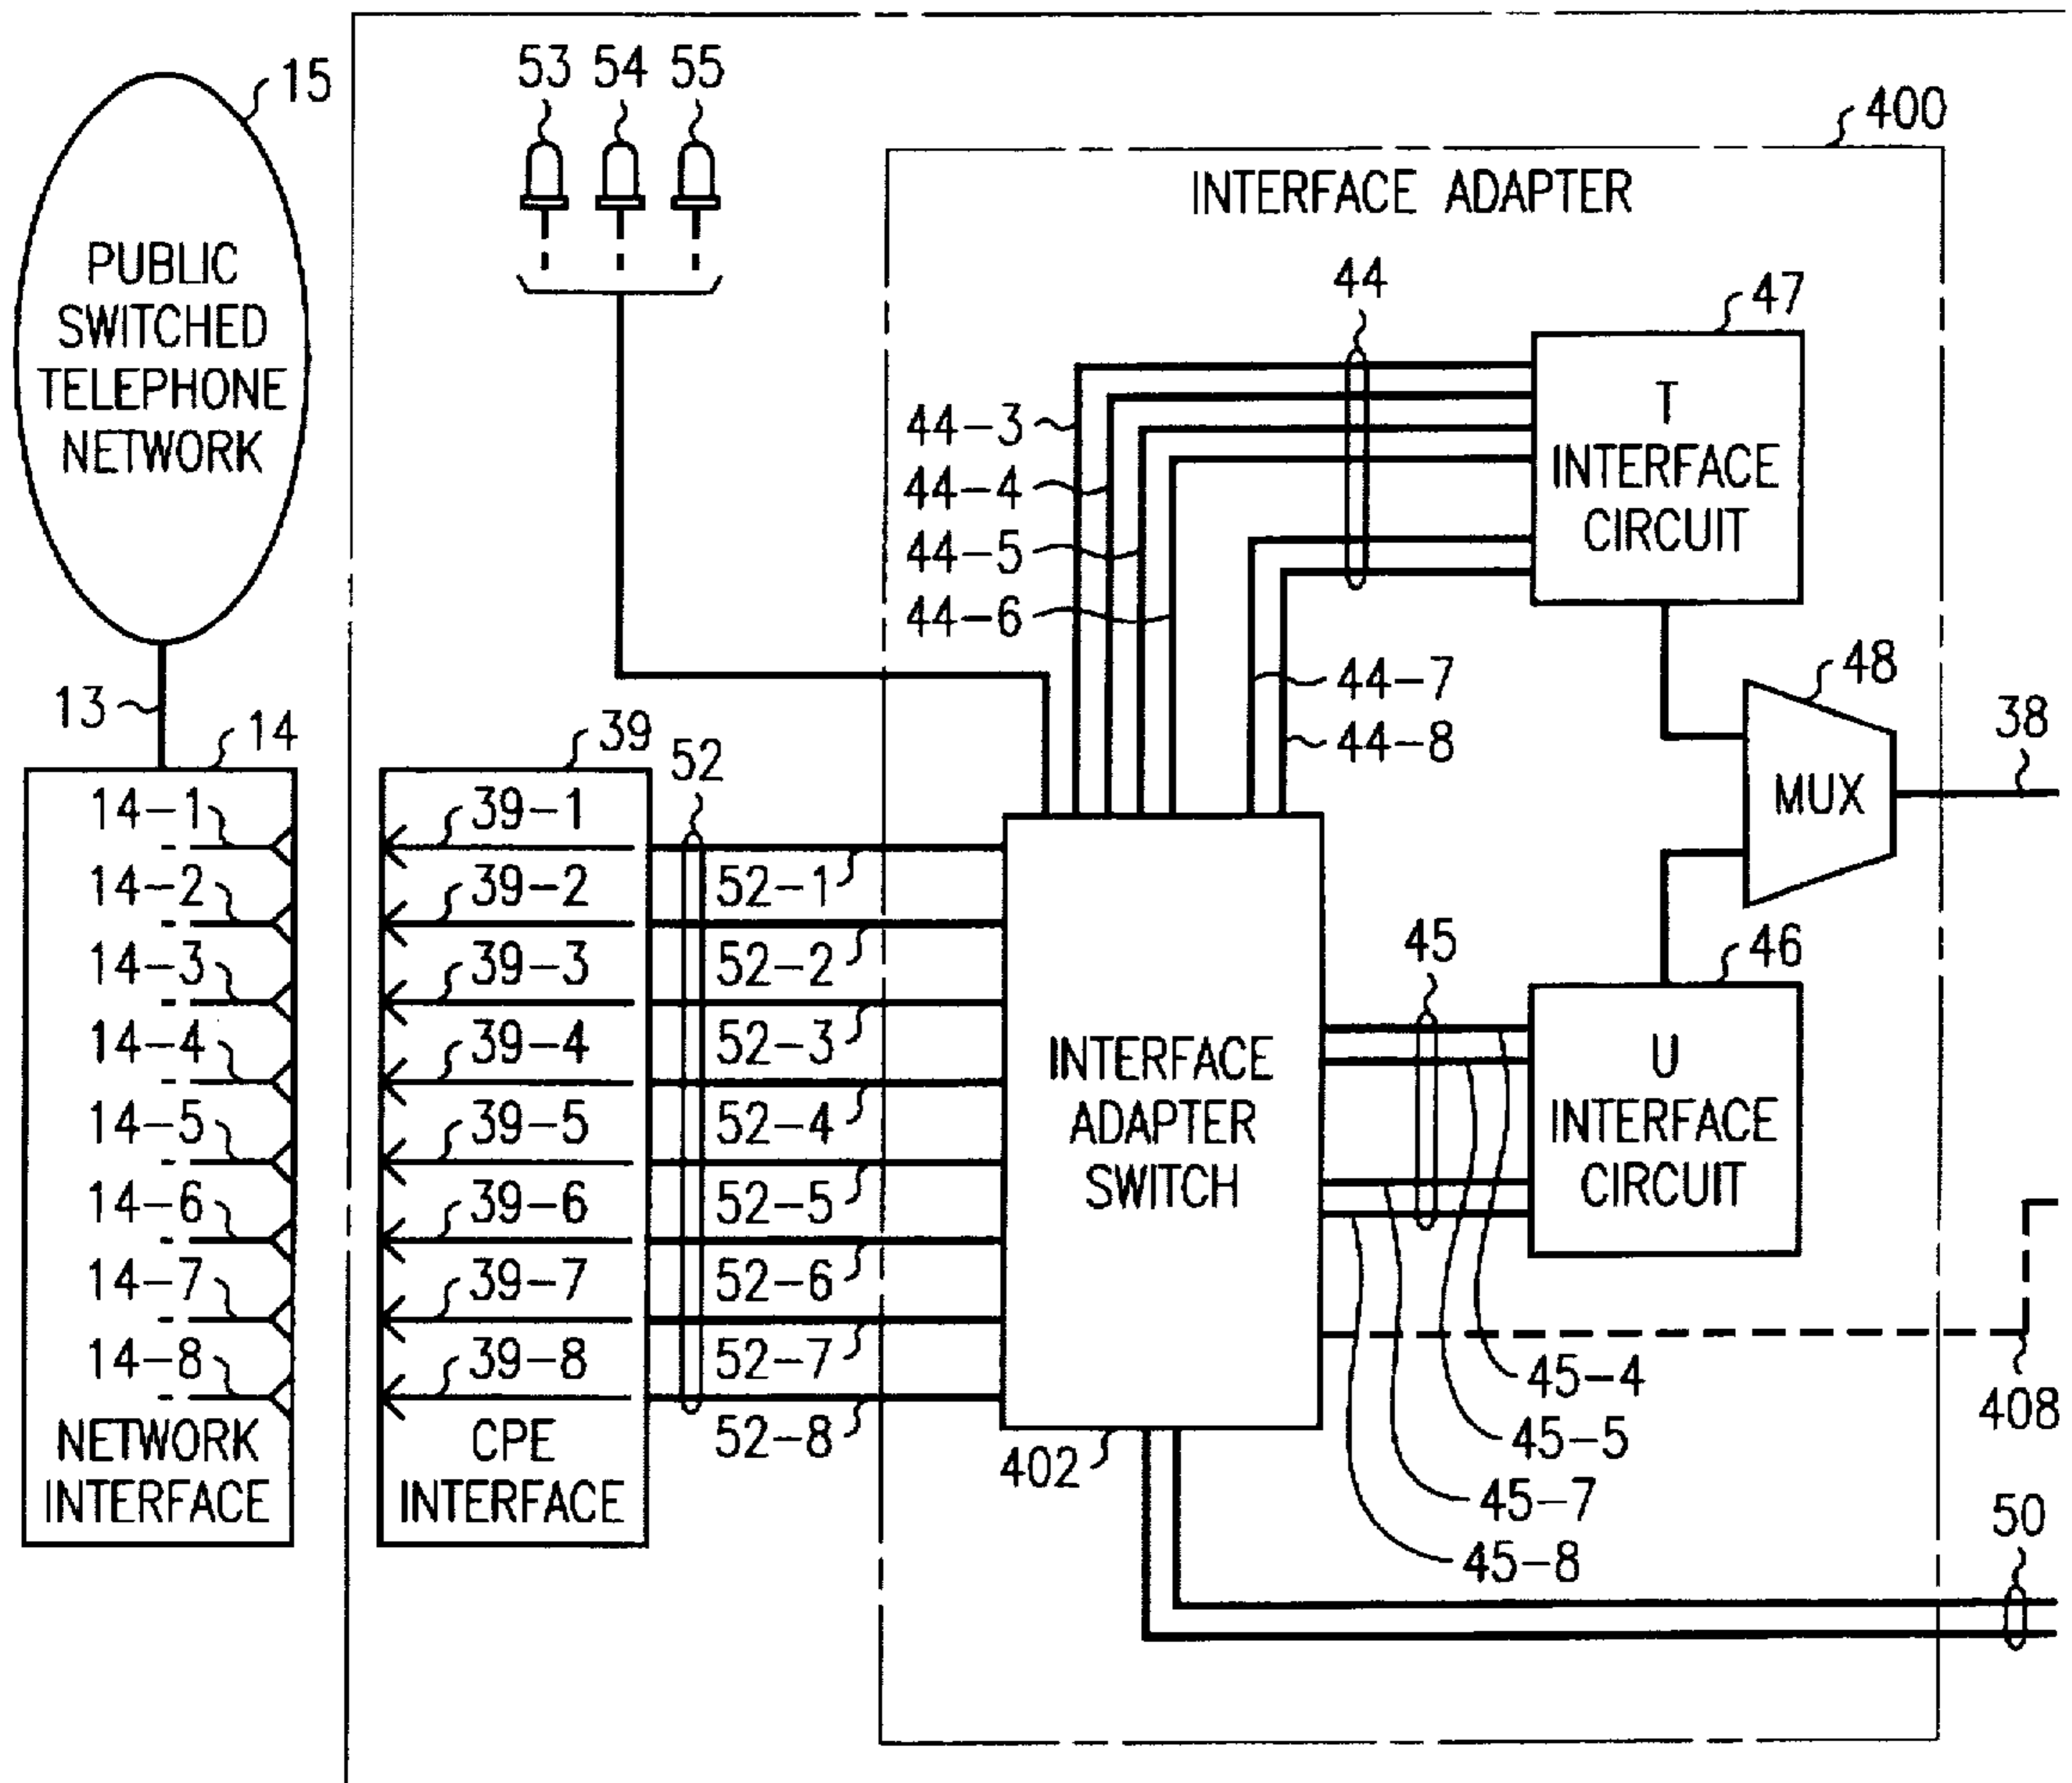 15
PUBLIC
SWITCHED
TELEPHONE
NETWORK
13
14
14-1
14-2
14-3
14-4
14-5
14-6
14-7
14-8
NETWORK
INTERFACE
53 54 55
39
39-1
39-2
39-3
39-4
39-5
39-6
39-7
39-8
CPE
INTERFACE
52
52-1
52-2
52-3
52-4
52-5
52-6
52-7
52-8
400
INTERFACE ADAPTER
44
44-3
44-4
44-5
44-6
44-7
44-8
47
T
INTERFACE
CIRCUIT
48
MUX
38
INTERFACE
ADAPTER
SWITCH
402
45
46
U
INTERFACE
CIRCUIT
45-4
45-5
45-7
45-8
408
50